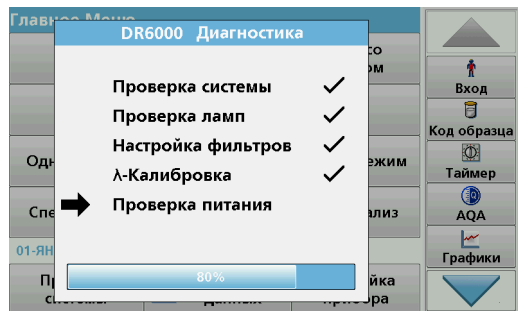 Главное Меню
DR6000 Диагностика
Проверка системы
Проверка ламп
Настройка фильтров
λ-Калибровка
Проверка питания
80%
Вход
Код образца
Таймер
AQA
Графики